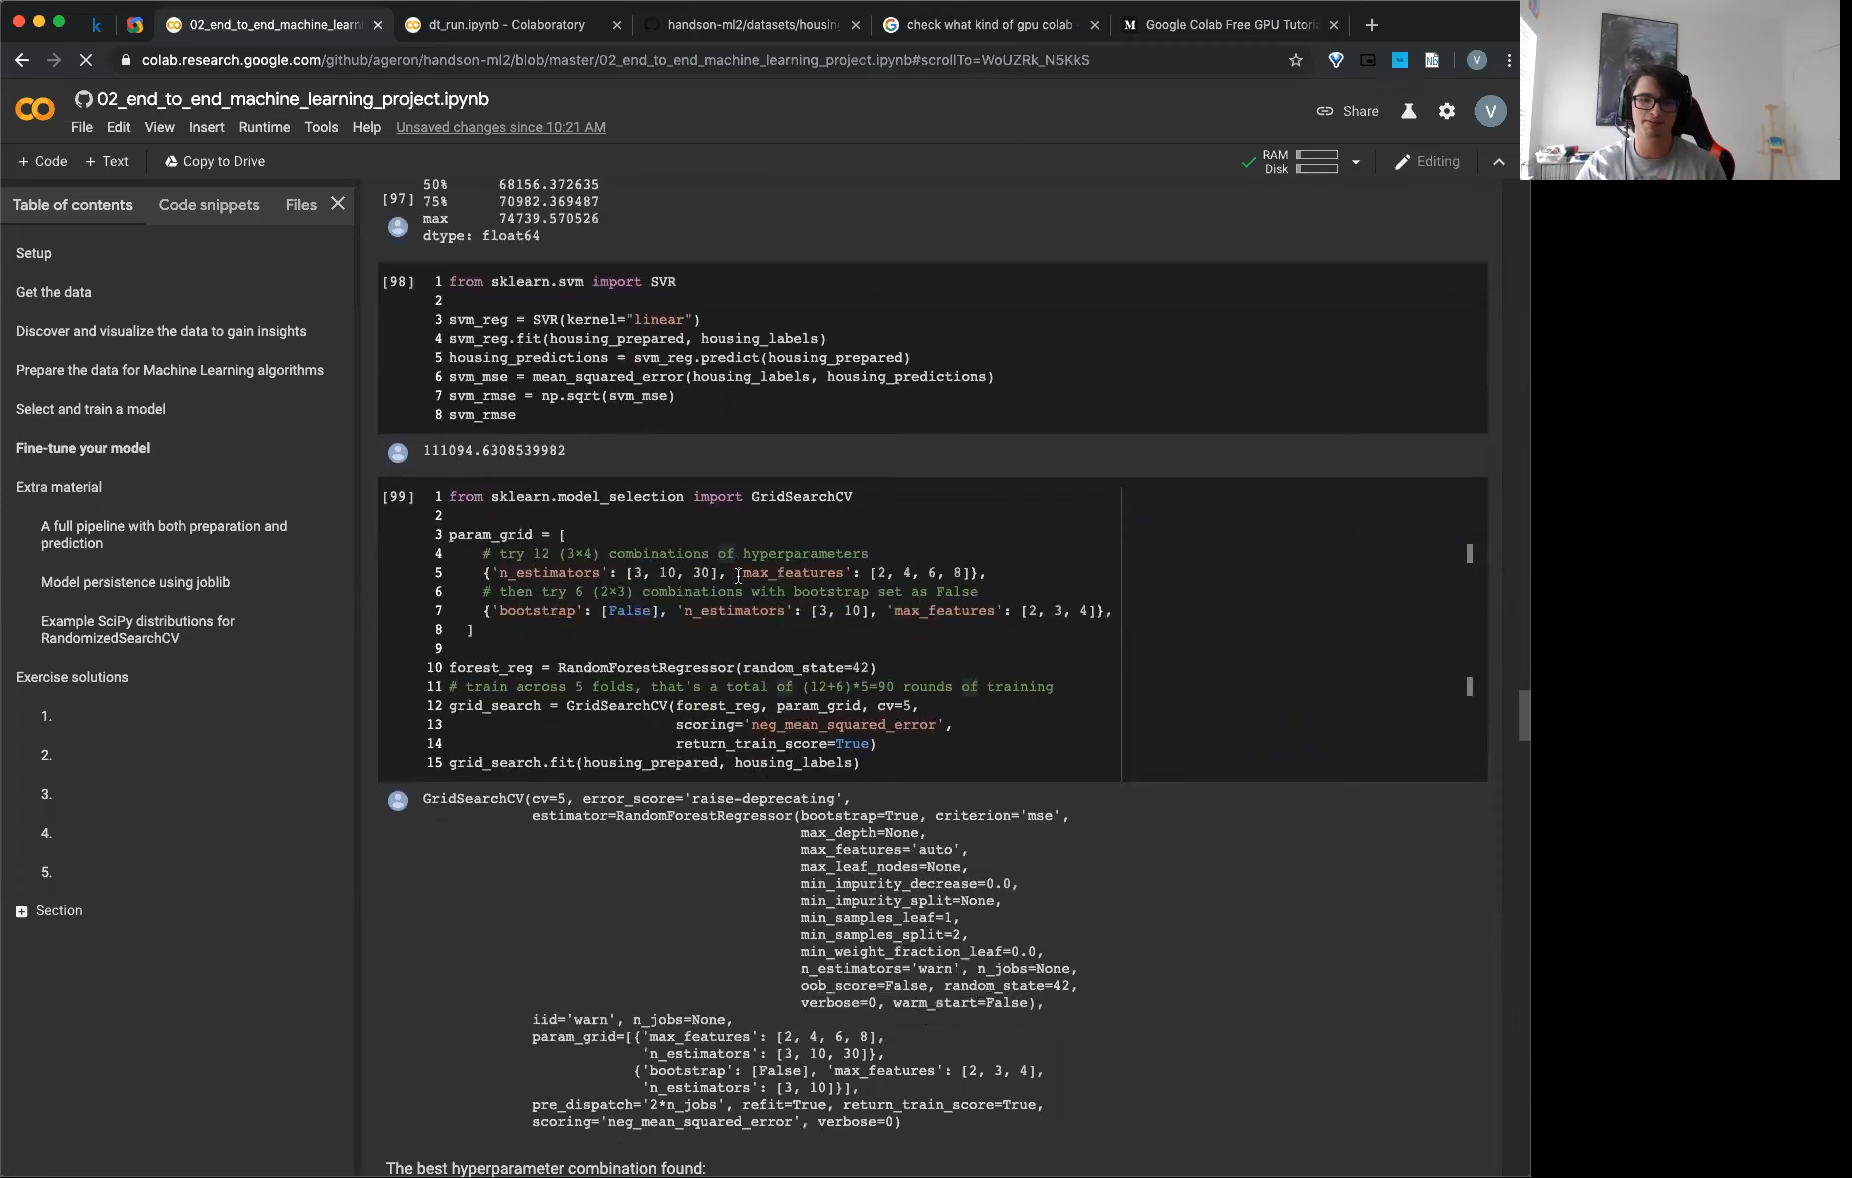 02_end_to_end_machine_learni
dt_run.ipynb - Colaboratory
handson-ml2/datasets/housin
check what kind of gpu colab
Google Colab Free GPU Tutori
colab.research.google.com/github/ageron/handson-ml2/blob/master/02_end_to_end_machine_learning_project.ipynb#scrollTo=WoUZRk_N5KkS
02_end_to_end_machine_learning_project.ipynb
Share
V
File Edit View Insert Runtime Tools Help Unsaved changes since 10:21 AM
+ Code + Text Copy to Drive
RAM
Disk
Editing
Table of contents Code snippets Files
Setup
Get the data
Discover and visualize the data to gain insights
Prepare the data for Machine Learning algorithms
Select and train a model
Fine-tune your model
Extra material
A full pipeline with both preparation and
prediction
Model persistence using joblib
Example SciPy distributions for
RandomizedSearchCV
Exercise solutions
1.
2.
3.
4.
5.
Section
50% 68156.372635
[97] 75% 70982.369487
max 74739.570526
dtype: float64
[98] 1 from sklearn.svm import SVR
2
3 svm_reg = SVR(kernel="linear")
4 svm_reg.fit(housing_prepared, housing_labels)
5 housing_predictions = svm_reg.predict(housing_prepared)
6 svm_mse = mean_squared_error(housing_labels, housing_predictions)
7 svm_rmse = np.sqrt(svm_mse)
8 svm_rmse
111094.6308539982
[99] 1 from sklearn.model_selection import GridSearchCV
2
3 param_grid = [
4 # try 12 (3×4) combinations of hyperparameters
5 {'n_estimators': [3, 10, 30], 'max_features': [2, 4, 6, 8]},
6 # then try 6 (2×3) combinations with bootstrap set as False
7 {'bootstrap': [False], 'n_estimators': [3, 10], 'max_features': [2, 3, 4]},
8 ]
9
10 forest_reg = RandomForestRegressor(random_state=42)
11 # train across 5 folds, that's a total of (12+6)*5=90 rounds of training
12 grid_search = GridSearchCV(forest_reg, param_grid, cv=5,
13 scoring='neg_mean_squared_error',
14 return_train_score=True)
15 grid_search.fit(housing_prepared, housing_labels)
GridSearchCV(cv=5, error_score='raise-deprecating',
estimator=RandomForestRegressor(bootstrap=True, criterion='mse',
max_depth=None,
max_features='auto',
max_leaf_nodes=None,
min_impurity_decrease=0.0,
min_impurity_split=None,
min_samples_leaf=1,
min_samples_split=2,
min_weight_fraction_leaf=0.0,
n_estimators='warn', n_jobs=None,
oob_score=False, random_state=42,
verbose=0, warm_start=False),
iid='warn', n_jobs=None,
param_grid=[{'max_features': [2, 4, 6, 8],
'n_estimators': [3, 10, 30]},
{'bootstrap': [False], 'max_features': [2, 3, 4],
'n_estimators': [3, 10]}],
pre_dispatch='2*n_jobs', refit=True, return_train_score=True,
scoring='neg_mean_squared_error', verbose=0)
The best hyperparameter combination found: